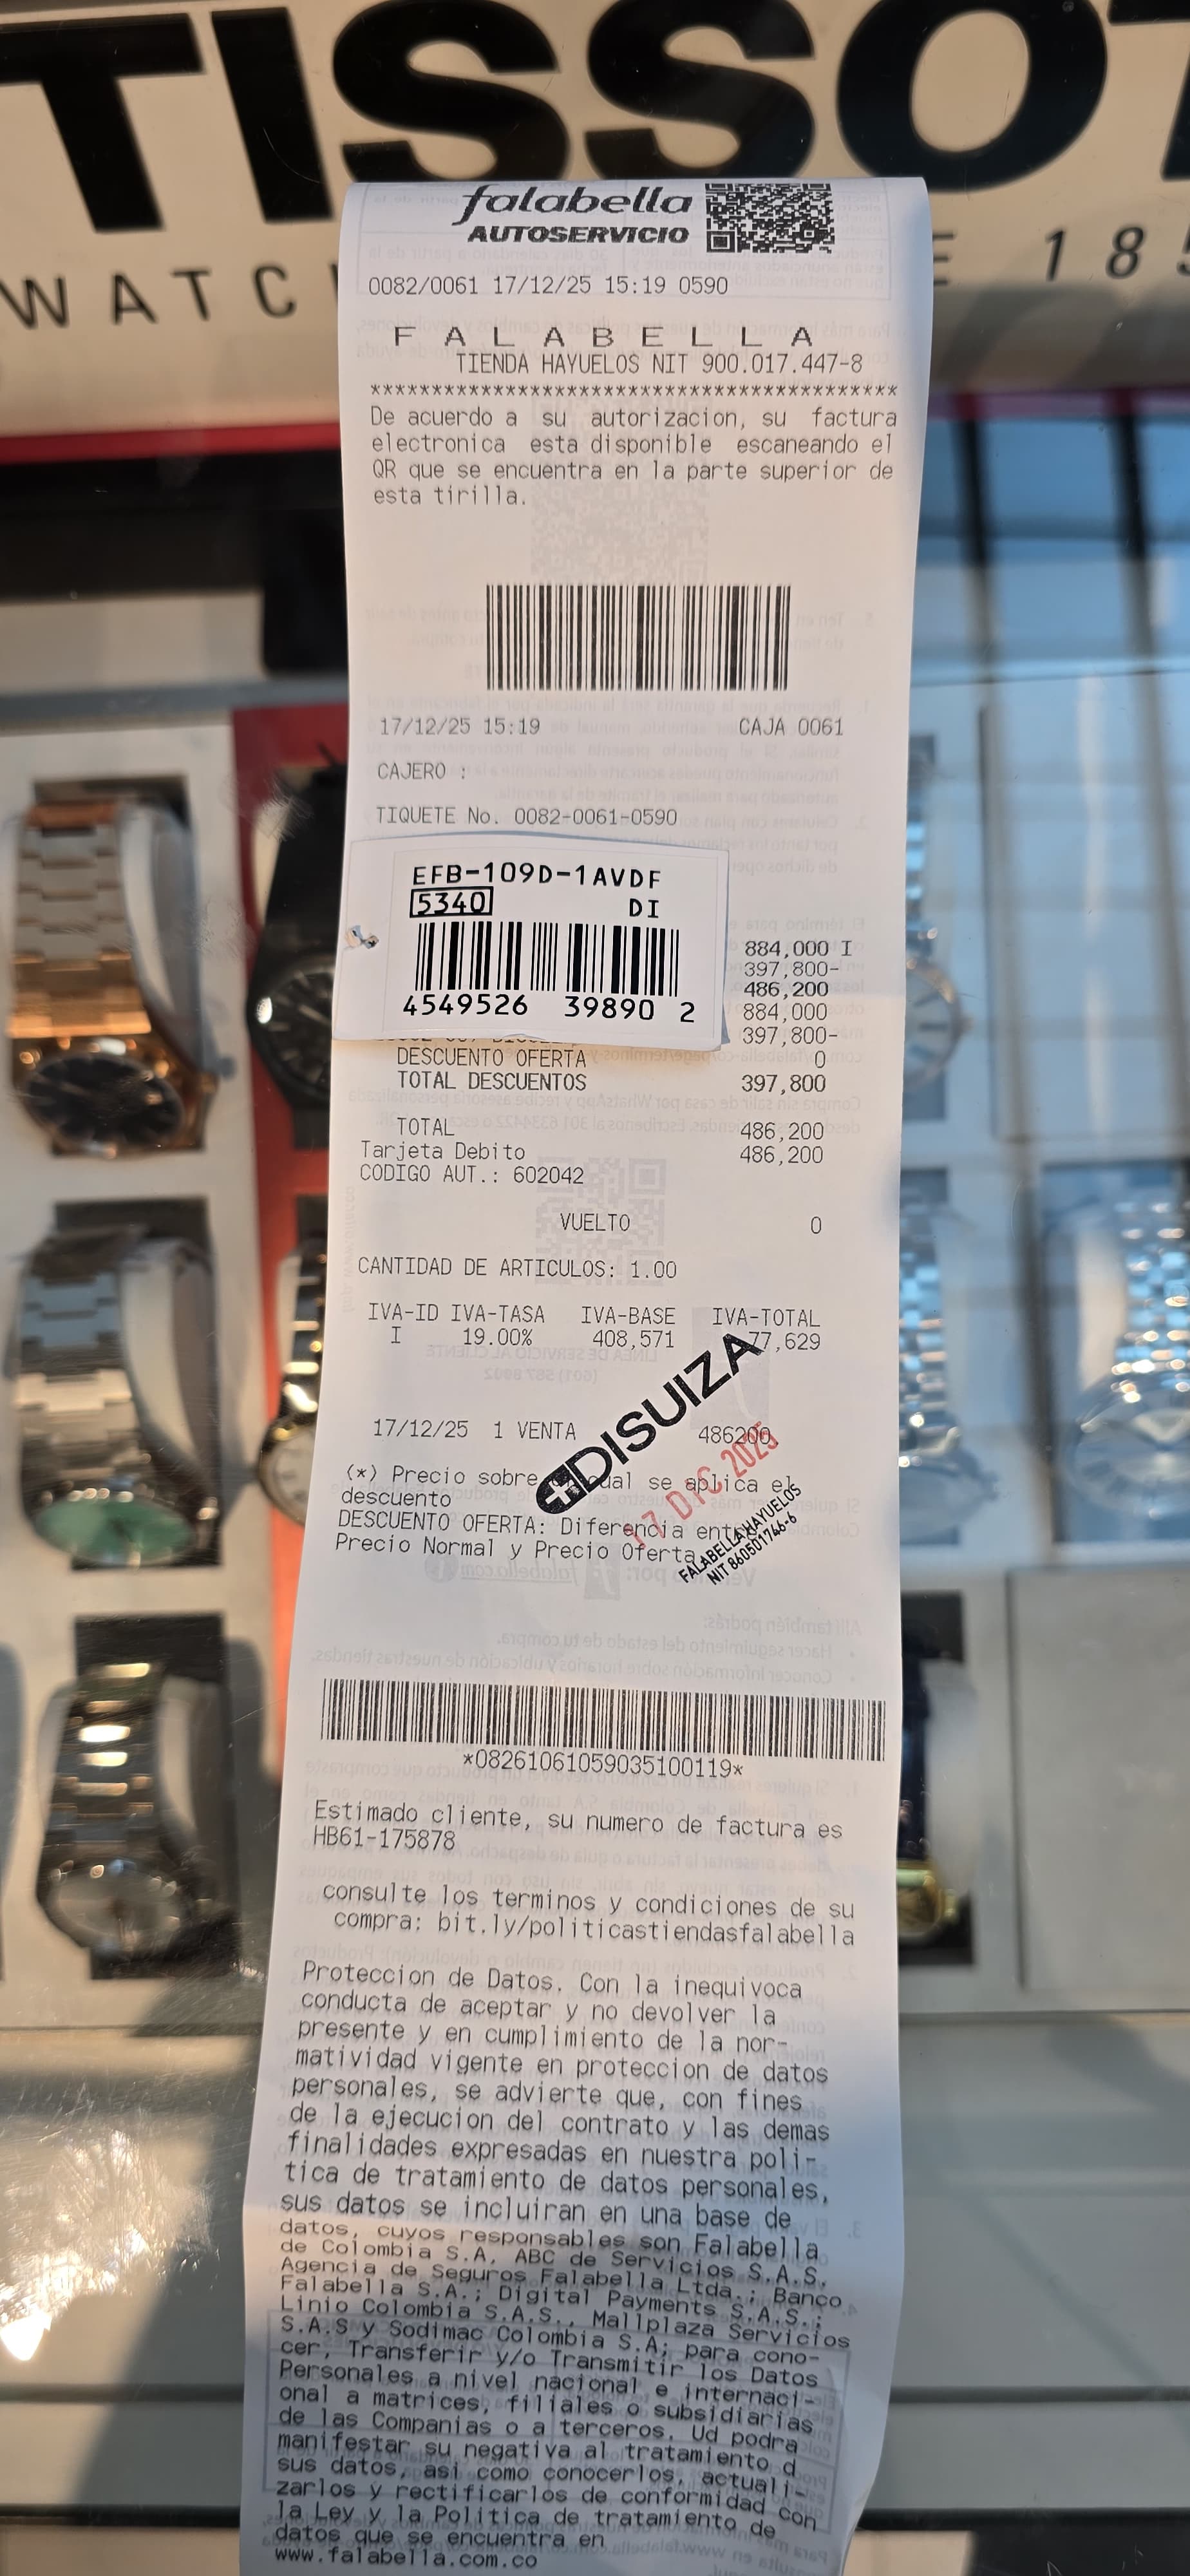 TISSOT
WATC
E 185
falabella
AUTOSERVICIO
0082/0061 17/12/25 15:19 0590
F A L A B E L L A
TIENDA HAYUELOS NIT 900.017.447-8
*******************************************
De acuerdo a su autorizacion, su factura
electronica esta disponible escaneando el
QR que se encuentra en la parte superior de
esta tirilla.
17/12/25 15:19 CAJA 0061
CAJERO :
TIQUETE No. 0082-0061-0590
EFB-109D-1AVDF
5340 DI
4549526 39890 2
884,000 I
397,800-
486,200
884,000
397,800-
DESCUENTO OFERTA 0
TOTAL DESCUENTOS 397,800
TOTAL 486,200
Tarjeta Debito 486,200
CODIGO AUT.: 602042
VUELTO 0
CANTIDAD DE ARTICULOS: 1.00
IVA-ID IVA-TASA IVA-BASE IVA-TOTAL
I 19.00% 408,571 77,629
DISUIZA
17/12/25 1 VENTA 486200
17 DIC 2025
(*) Precio sobre cual se aplica el
descuento
DESCUENTO OFERTA: Diferencia entre
Precio Normal y Precio Oferta.
FALABELLA HAYUELOS
NIT 860501746-6
*08261061059035100119*
Estimado cliente, su numero de factura es
HB61-175878
consulte los terminos y condiciones de su
compra: bit.ly/politicastiendasfalabella
Proteccion de Datos. Con la inequivoca
conducta de aceptar y no devolver la
presente y en cumplimiento de la nor-
matividad vigente en proteccion de datos
personales, se advierte que, con fines
de la ejecucion del contrato y las demas
finalidades expresadas en nuestra poli-
tica de tratamiento de datos personales,
sus datos se incluiran en una base de
datos, cuyos responsables son Falabella
de Colombia S.A, ABC de Servicios S.A.S,
Agencia de Seguros Falabella Ltda.; Banco
Falabella S.A.; Digital Payments S.A.S.;
Linio Colombia S.A.S., Mallplaza Servicios
S.A.S y Sodimac Colombia S.A; para cono-
cer, Transferir y/o Transmitir los Datos
Personales a nivel nacional e internaci-
onal a matrices, filiales o subsidiarias
de las Companias o a terceros. Ud podra
manifestar su negativa al tratamiento d
sus datos, asi como conocerlos, actuali-
zarlos y rectificarlos de conformidad con
la Ley y la Politica de tratamiento de
datos que se encuentra en
www.falabella.com.co